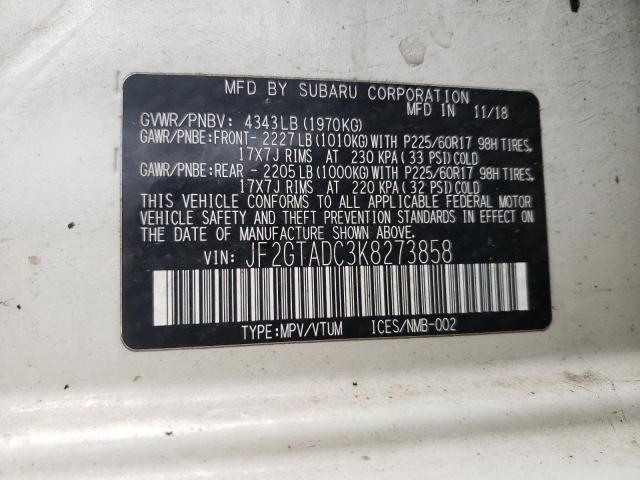 MFD BY SUBARU CORPORATION
MFD IN 11/18
GVWR/PNBV: 4343LB(1970KG)
GAWR/PNBE:FRONT- 2227LB(1010KG)WITH P225/60R17 98H TIRES,
17X7J RIMS AT 230 KPA( 33 PSI)COLD
GAWR/PNBE:REAR - 2205LB(1000KG)WITH P225/60R17 98H TIRES,
17X7J RIMS AT 220 KPA( 32 PSI)COLD
THIS VEHICLE CONFORMS TO ALL APPLICABLE FEDERAL MOTOR
VEHICLE SAFETY AND THEFT PREVENTION STANDARDS IN EFFECT ON
THE DATE OF MANUFACTURE SHOWN ABOVE.
VIN: JF2GTADC3K8273858
TYPE:MPV/VTUM ICES/NMB-002